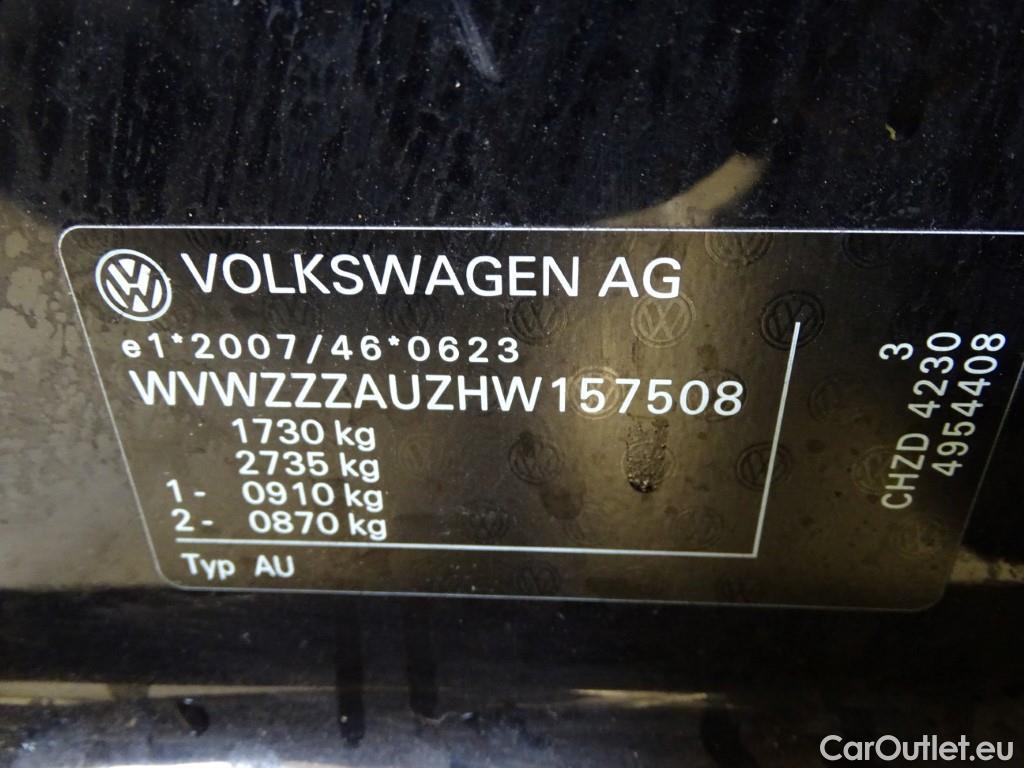 VOLKSWAGEN AG
e1*2007/46*0623
WVWZZZAUZHW157508
1730 kg
2735 kg
1- 0910 kg
2- 0870 kg
Typ AU
3
CHZD 4230
4954408
CarOutlet.eu